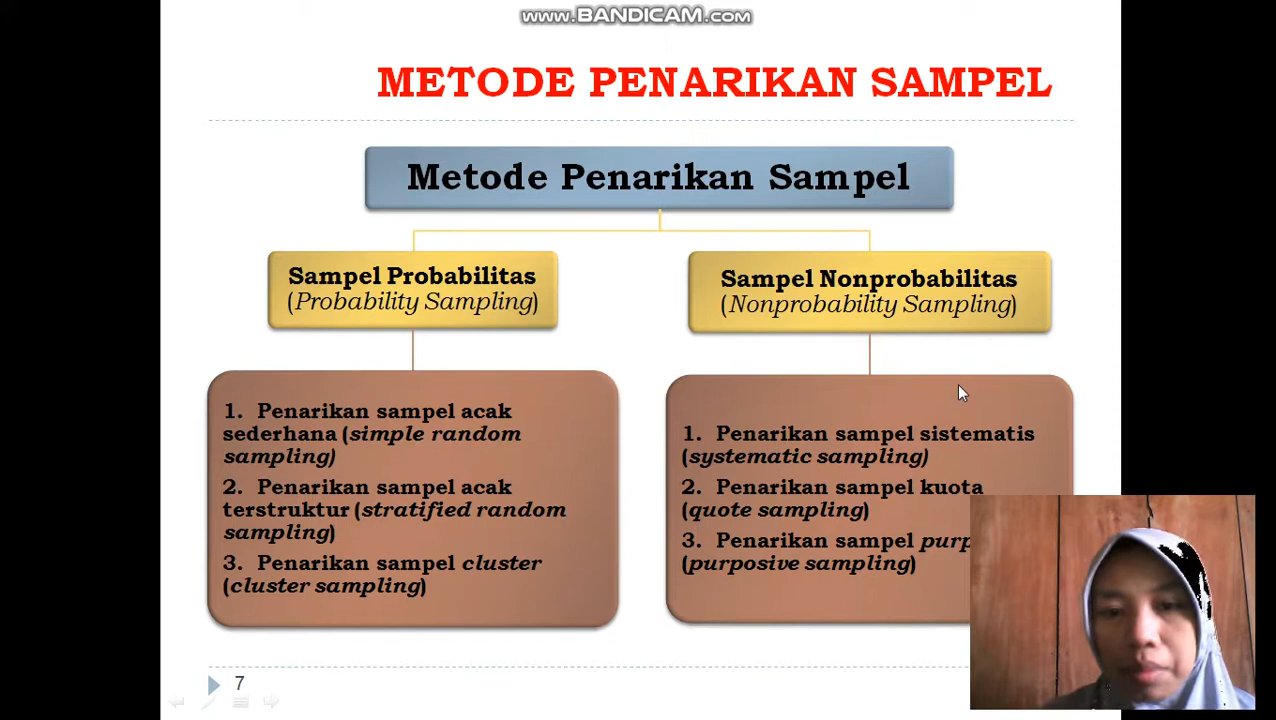 www.BANDICAM.com
METODE PENARIKAN SAMPEL
Metode Penarikan Sampel
Sampel Probabilitas
(Probability Sampling)
Sampel Nonprobabilitas
(Nonprobability Sampling)
1. Penarikan sampel acak
sederhana (simple random
sampling)
2. Penarikan sampel acak
terstruktur (stratified random
sampling)
3. Penarikan sampel cluster
(cluster sampling)
1. Penarikan sampel sistematis
(systematic sampling)
2. Penarikan sampel kuota
(quote sampling)
3. Penarikan sampel
(purposive sampling)
7